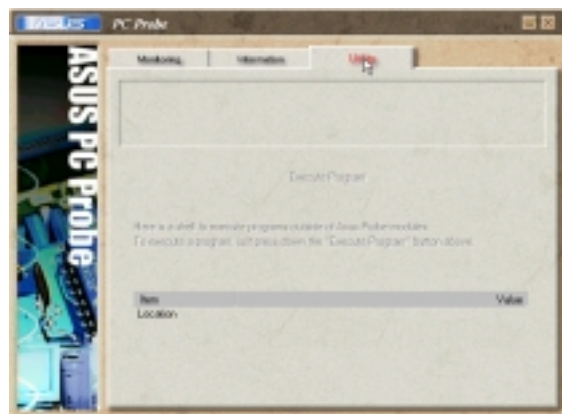 ASUS PC Probe
Monitoring Information Utility
ASUS PC Probe
Execute Program
Here is a shell to execute programs outside of Asus Probe modules.
To execute a program, just press down the "Execute Program" button above.
Item Value
Location